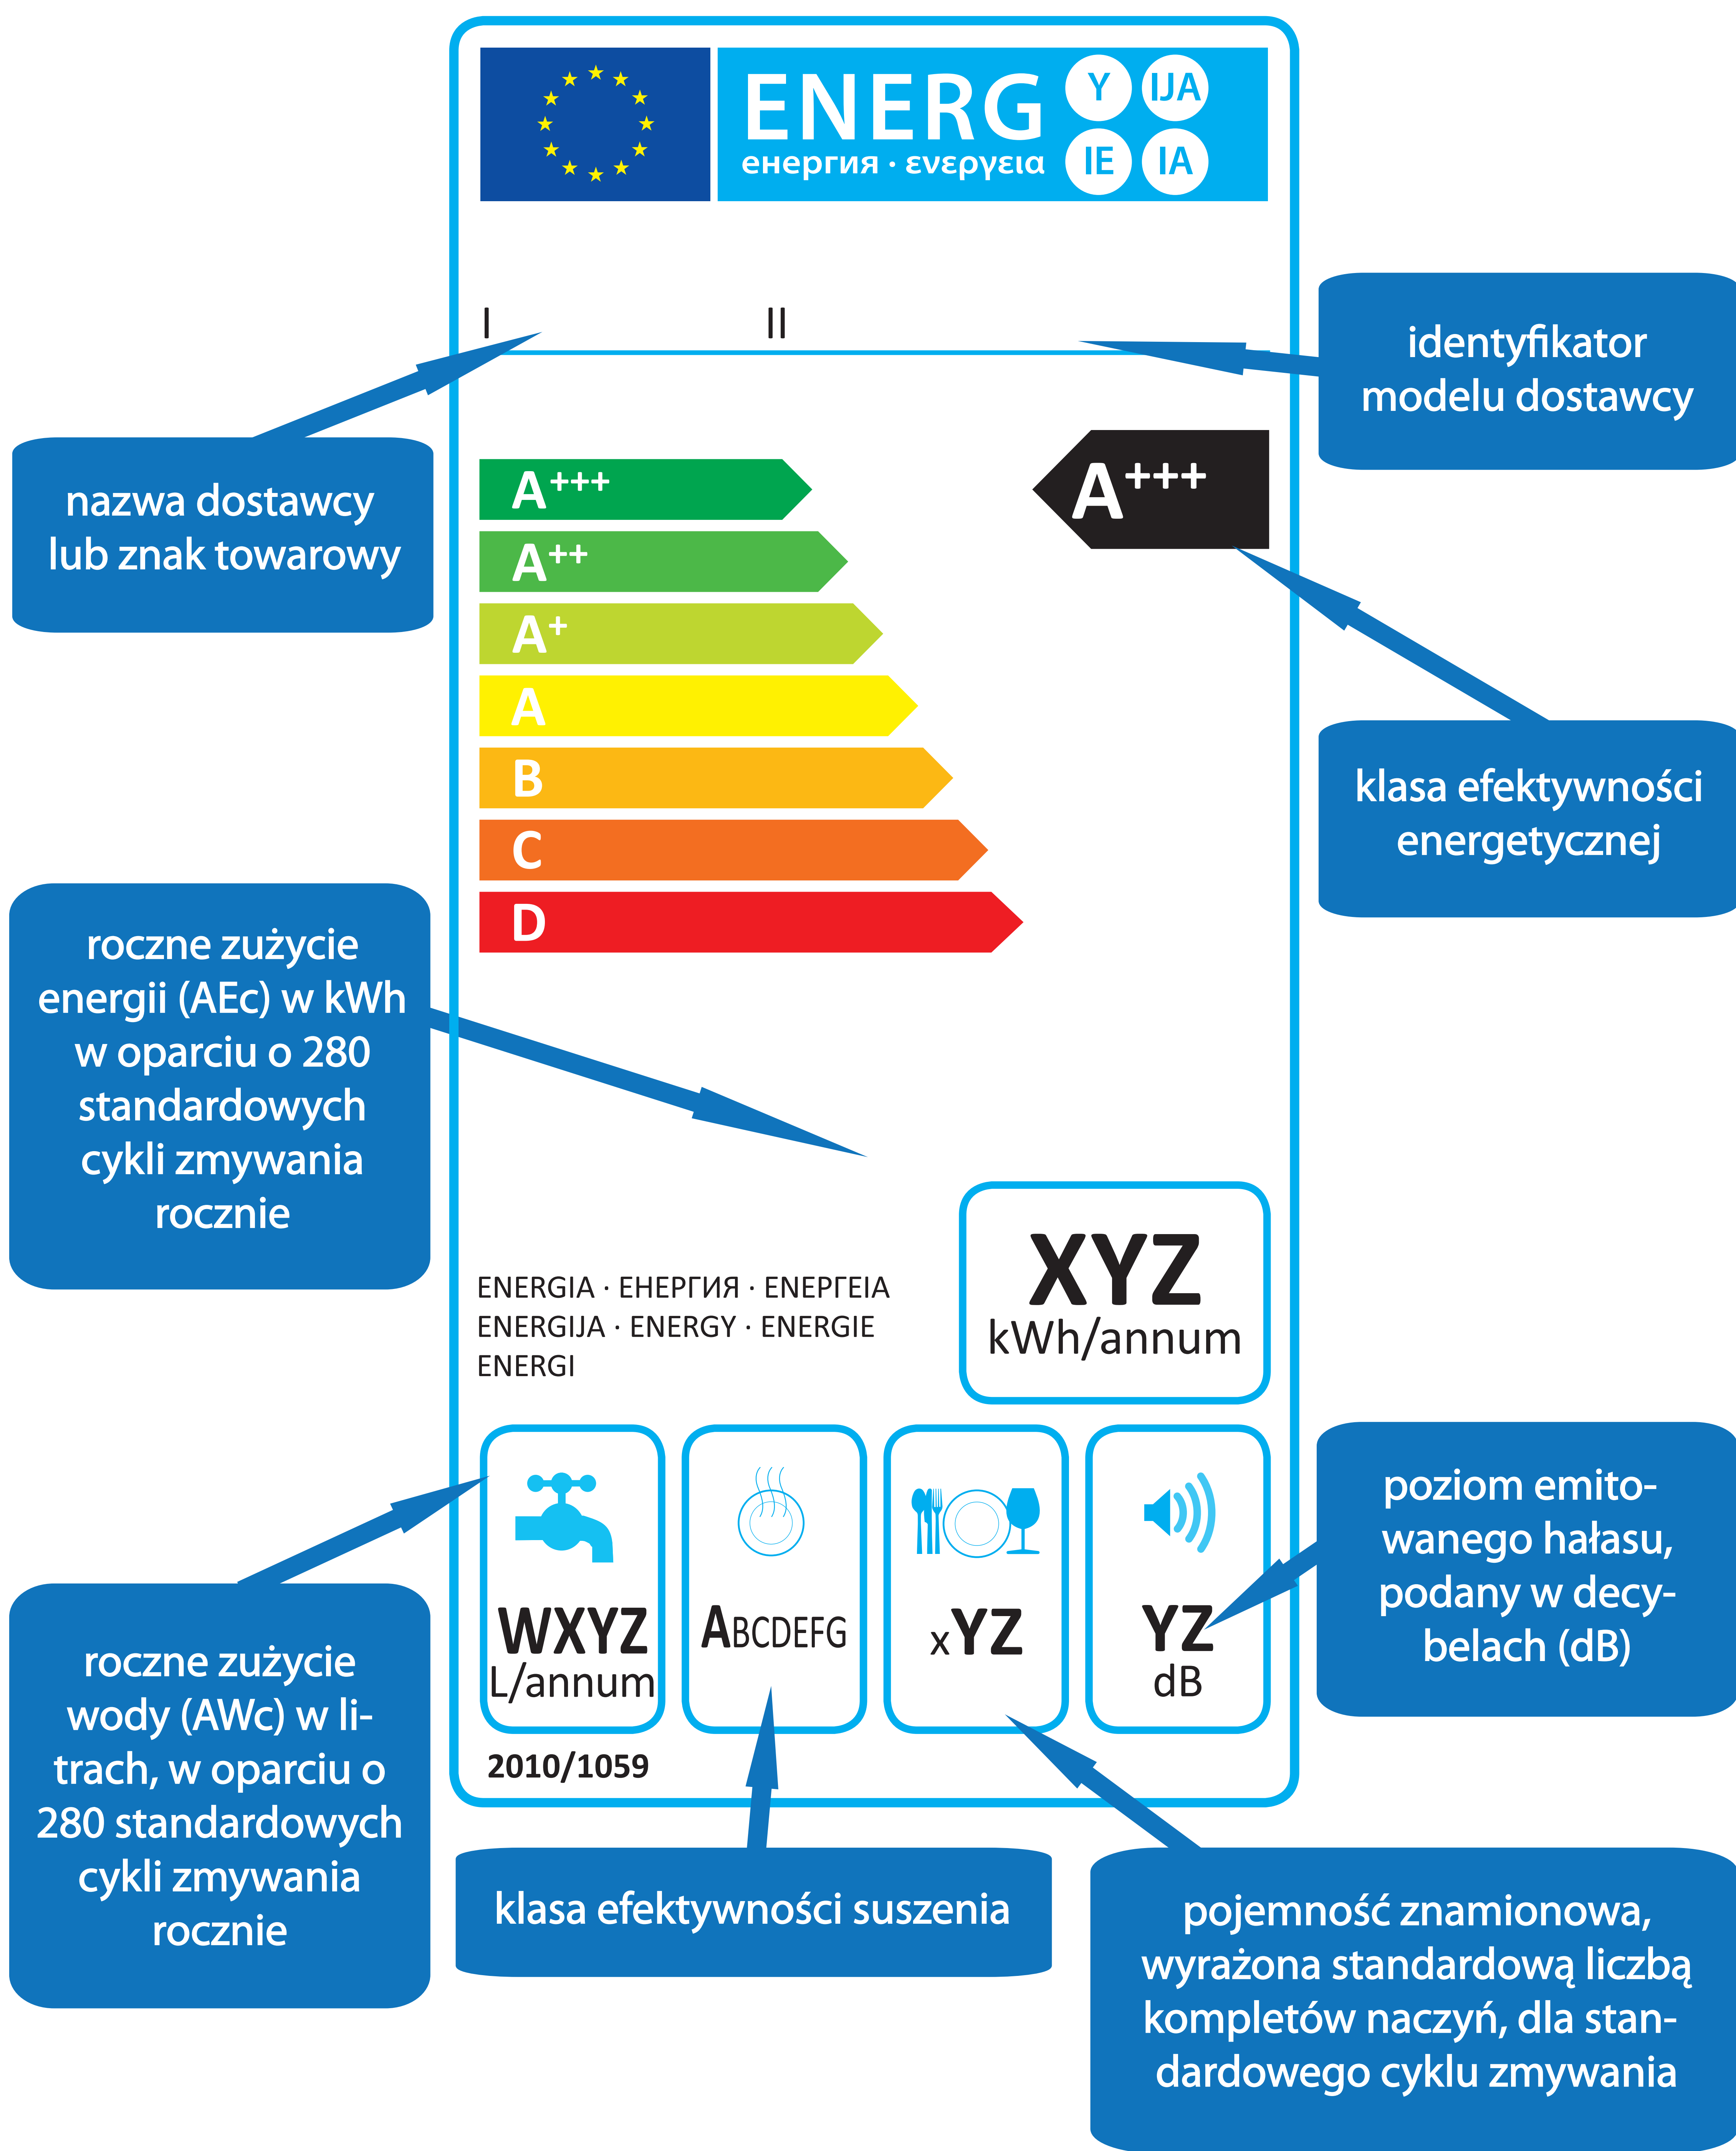 ENERG
енергия · ενεργεια
Y IJA
IE IA
I II
identyfikator
modelu dostawcy
nazwa dostawcy
lub znak towarowy
A+++
A++
A+
A
B
C
D
A+++
klasa efektywności
energetycznej
roczne zużycie
energii (AEc) w kWh
w oparciu o 280
standardowych
cykli zmywania
rocznie
XYZ
kWh/annum
ENERGIA · ЕНЕРГИЯ · ΕΝΕΡΓΕΙΑ
ENERGIJA · ENERGY · ENERGIE
ENERGI
WXYZ
L/annum
ABCDEFG
xYZ
YZ
dB
poziom emito-
wanego hałasu,
podany w decy-
belach (dB)
roczne zużycie
wody (AWc) w li-
trach, w oparciu o
280 standardowych
cykli zmywania
rocznie
2010/1059
klasa efektywności suszenia
pojemność znamionowa,
wyrażona standardową liczbą
kompletów naczyń, dla stan-
dardowego cyklu zmywania